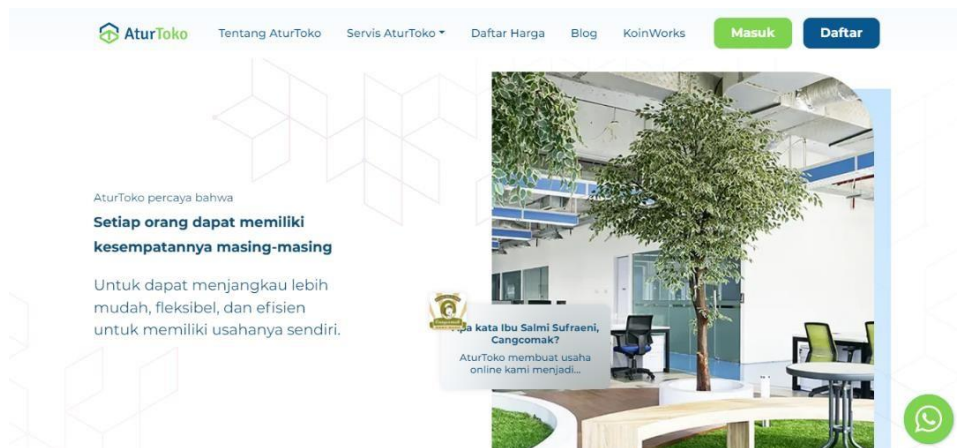 AturToko
Tentang AturToko
Servis AturToko
Daftar Harga
Blog
KoinWorks
Masuk
Daftar
AturToko percaya bahwa
Setiap orang dapat memiliki
kesempatannya masing-masing
Untuk dapat menjangkau lebih
mudah, fleksibel, dan efisien
untuk memiliki usahanya sendiri.
kata Ibu Salmi Sufraeni,
Cangcomak?
AturToko membuat usaha
online kami menjadi...